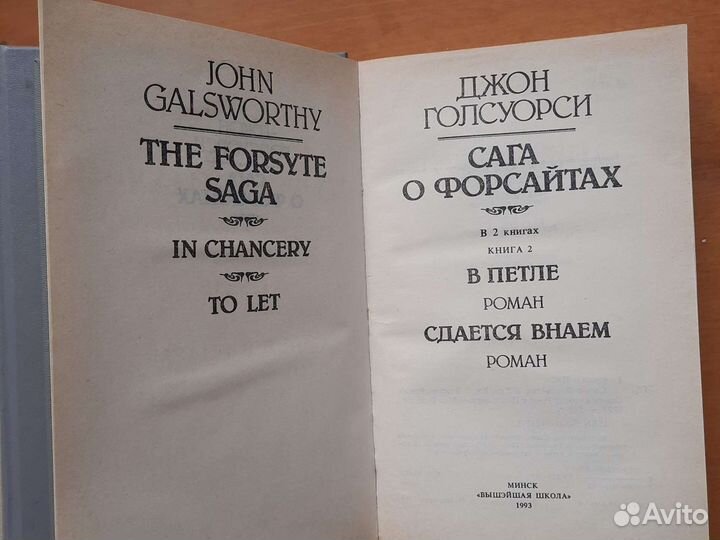 JOHN
GALSWORTHY
THE FORSYTE
SAGA
IN CHANCERY
TO LET
ДЖОН
ГОЛСУОРСИ
САГА
О ФОРСАЙТАХ
В 2 книгах
КНИГА 2
В ПЕТЛЕ
РОМАН
СДАЕТСЯ ВНАЕМ
РОМАН
МИНСК
«ВЫШЭЙШАЯ ШКОЛА»
1993
Avito